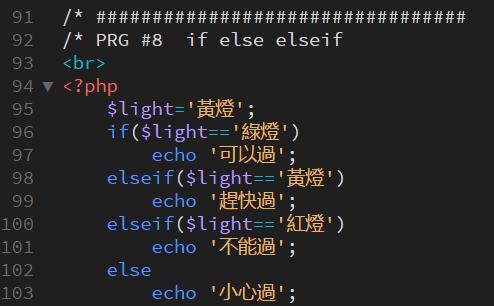 91 /* #################################
92 /* PRG #8  if else elseif
93 <br>
94 <?php
95     $light='黃燈';
96     if($light=='綠燈')
97         echo '可以過';
98     elseif($light=='黃燈')
99         echo '趕快過';
100     elseif($light=='紅燈')
101         echo '不能過';
102     else
103         echo '小心過';